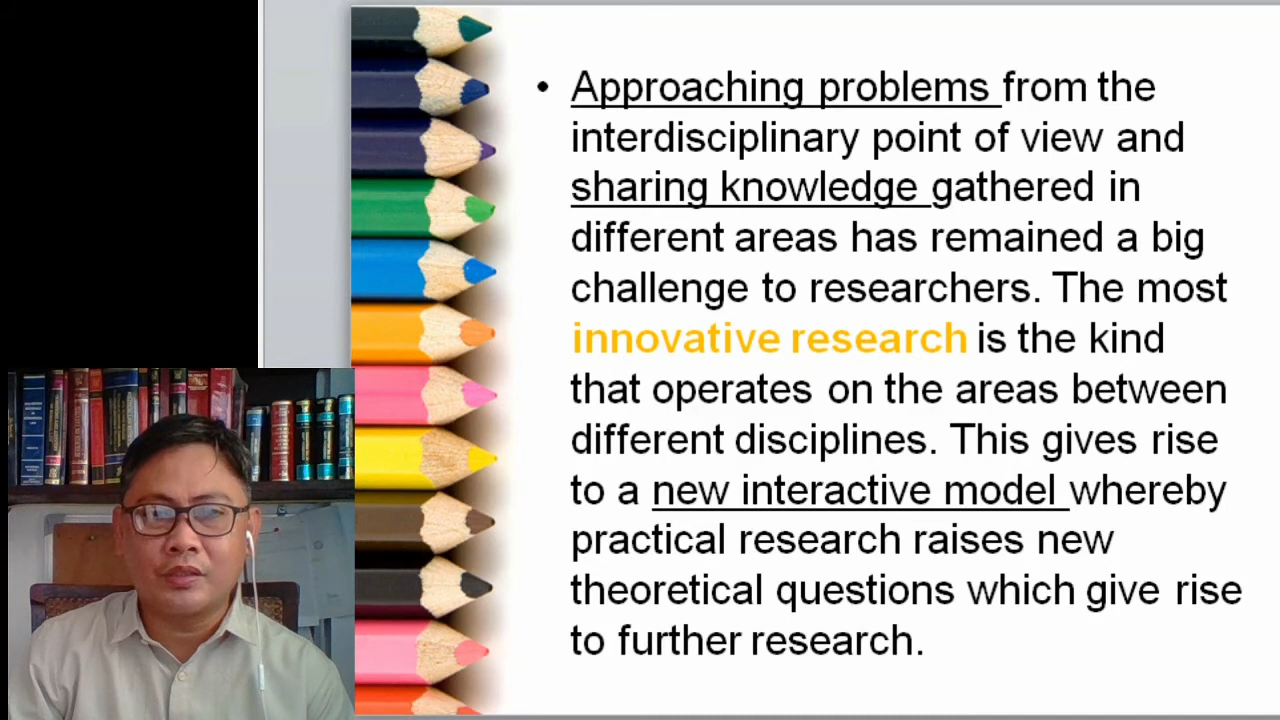 • Approaching problems from the
interdisciplinary point of view and
sharing knowledge gathered in
different areas has remained a big
challenge to researchers. The most
innovative research is the kind
that operates on the areas between
different disciplines. This gives rise
to a new interactive model whereby
practical research raises new
theoretical questions which give rise
to further research.